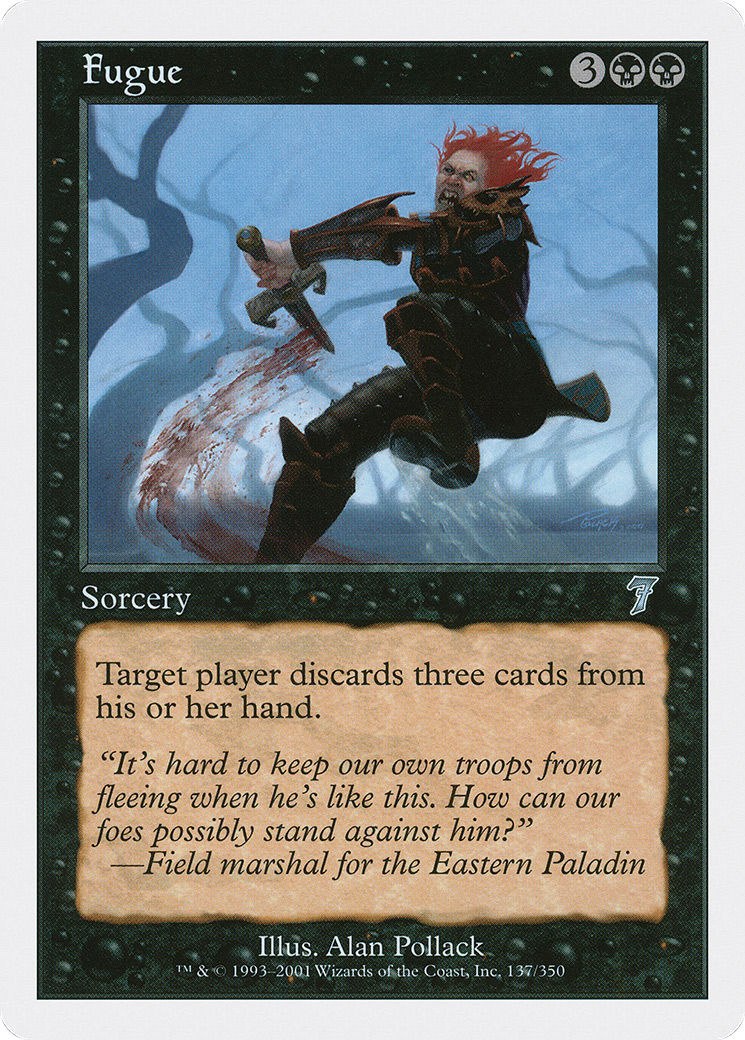 Fugue
3
Sorcery
7
Target player discards three cards from
his or her hand.
“It’s hard to keep our own troops from
fleeing when he’s like this. How can our
foes possibly stand against him?”
—Field marshal for the Eastern Paladin
Illus. Alan Pollack
™ & © 1993–2001 Wizards of the Coast, Inc. 137/350